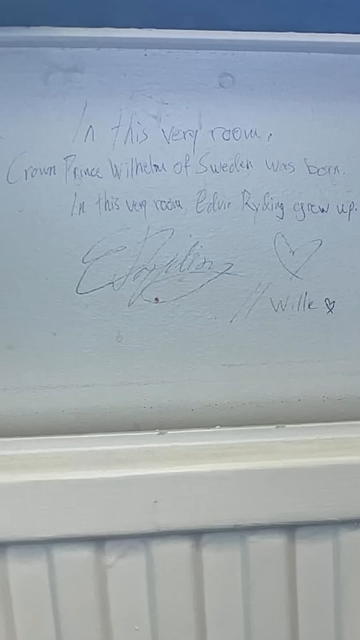 In this very room,
Crown Prince Wilhelm of Sweden was born.
In this very room, Edvin Ryding grew up.
ERyding ♡
// Wille ♡